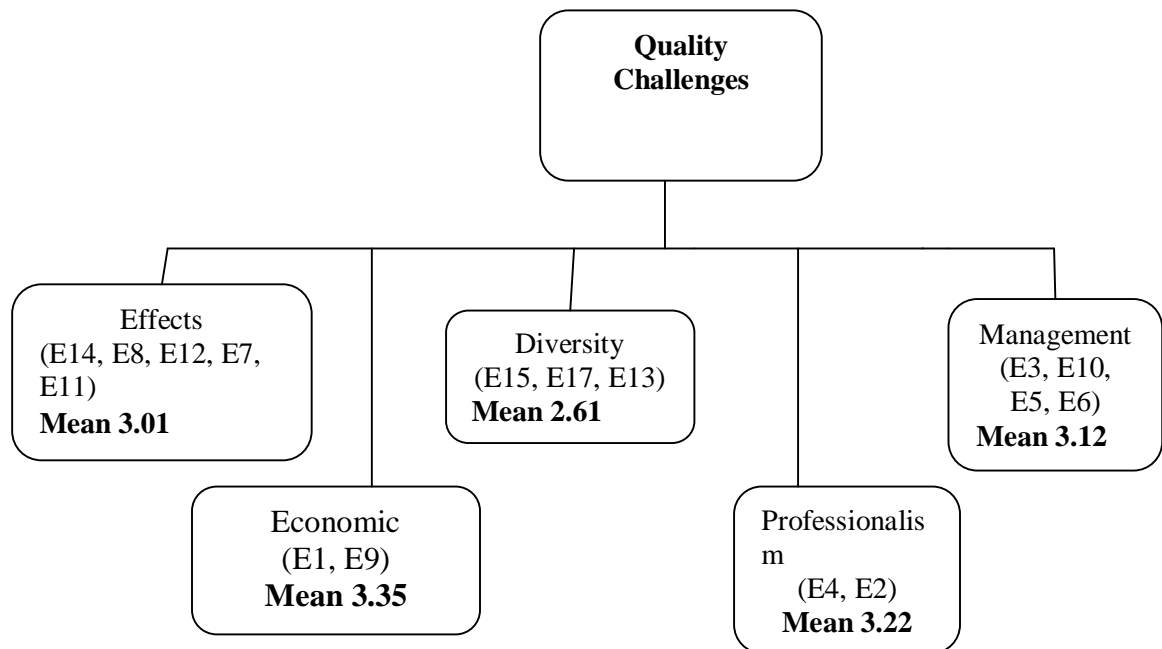 Quality
Challenges
Effects
(E14, E8, E12, E7,
E11)
Mean 3.01
Diversity
(E15, E17, E13)
Mean 2.61
Management
(E3, E10,
E5, E6)
Mean 3.12
Economic
(E1, E9)
Mean 3.35
Professionalis
m
(E4, E2)
Mean 3.22